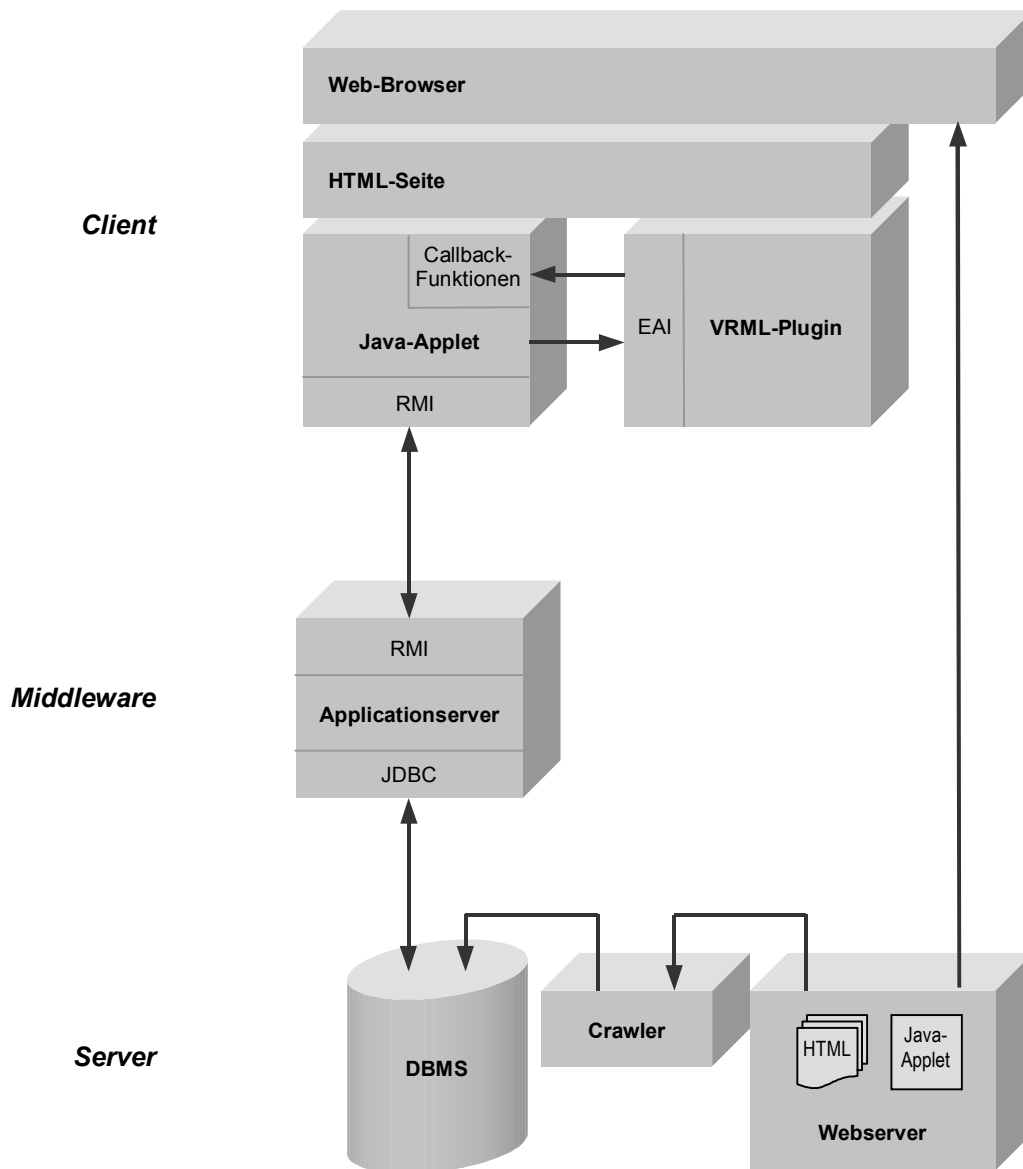 Web-Browser
HTML-Seite
Client
Callback-
Funktionen
Java-Applet
RMI
EAI
VRML-Plugin
Middleware
RMI
Applicationserver
JDBC
Server
DBMS
Crawler
HTML
Java-
Applet
Webserver